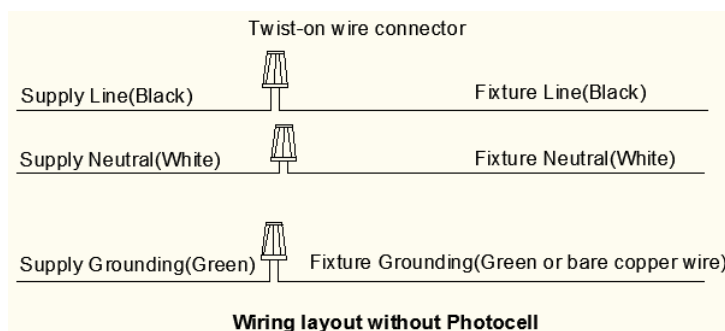 Twist-on wire connector
Supply Line(Black)
Fixture Line(Black)
Supply Neutral(White)
Fixture Neutral(White)
Supply Grounding(Green)
Fixture Grounding(Green or bare copper wire)
Wiring layout without Photocell